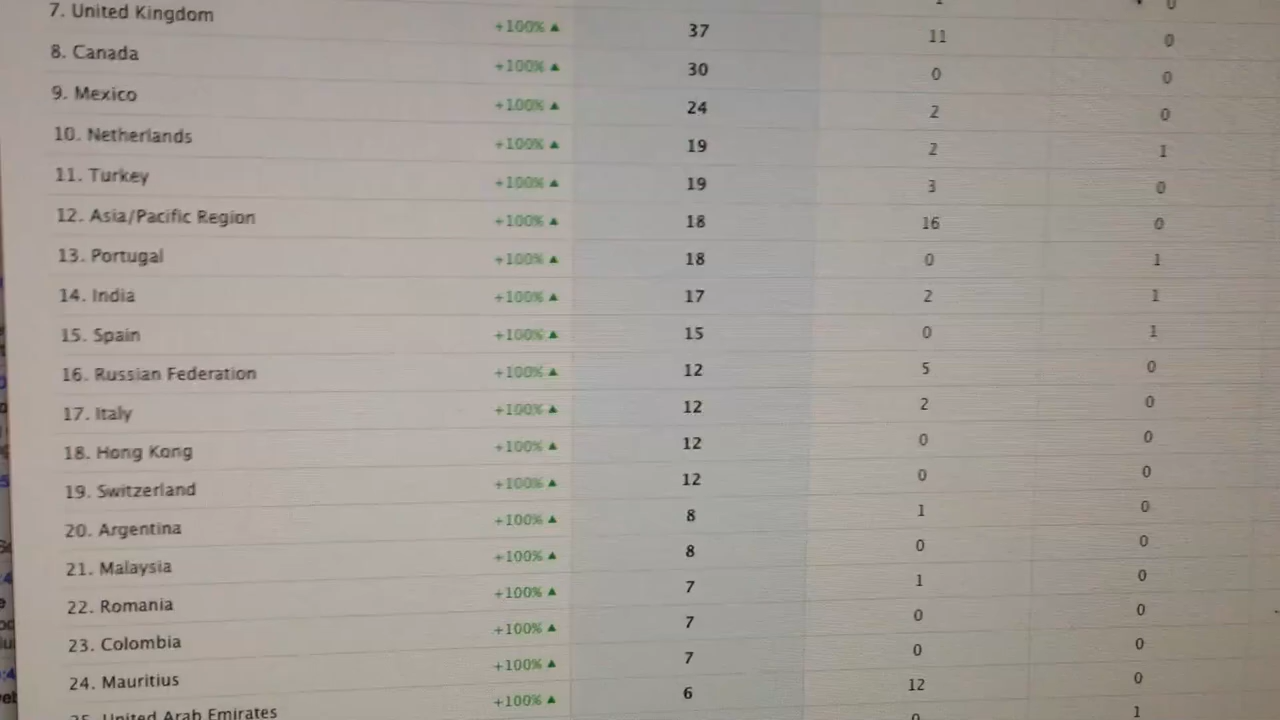 7. United Kingdom +100% ▲ 37 11 0
8. Canada +100% ▲ 30 0 0
9. Mexico +100% ▲ 24 2 0
10. Netherlands +100% ▲ 19 2 1
11. Turkey +100% ▲ 19 3 0
12. Asia/Pacific Region +100% ▲ 18 16 0
13. Portugal +100% ▲ 18 0 1
14. India +100% ▲ 17 2 1
15. Spain +100% ▲ 15 0 1
16. Russian Federation +100% ▲ 12 5 0
17. Italy +100% ▲ 12 2 0
18. Hong Kong +100% ▲ 12 0 0
19. Switzerland +100% ▲ 12 0 0
20. Argentina +100% ▲ 8 1 0
21. Malaysia +100% ▲ 8 0 0
22. Romania +100% ▲ 7 1 0
23. Colombia +100% ▲ 7 0 0
24. Mauritius +100% ▲ 7 0 0
25. United Arab Emirates +100% ▲ 6 12 0
0 1